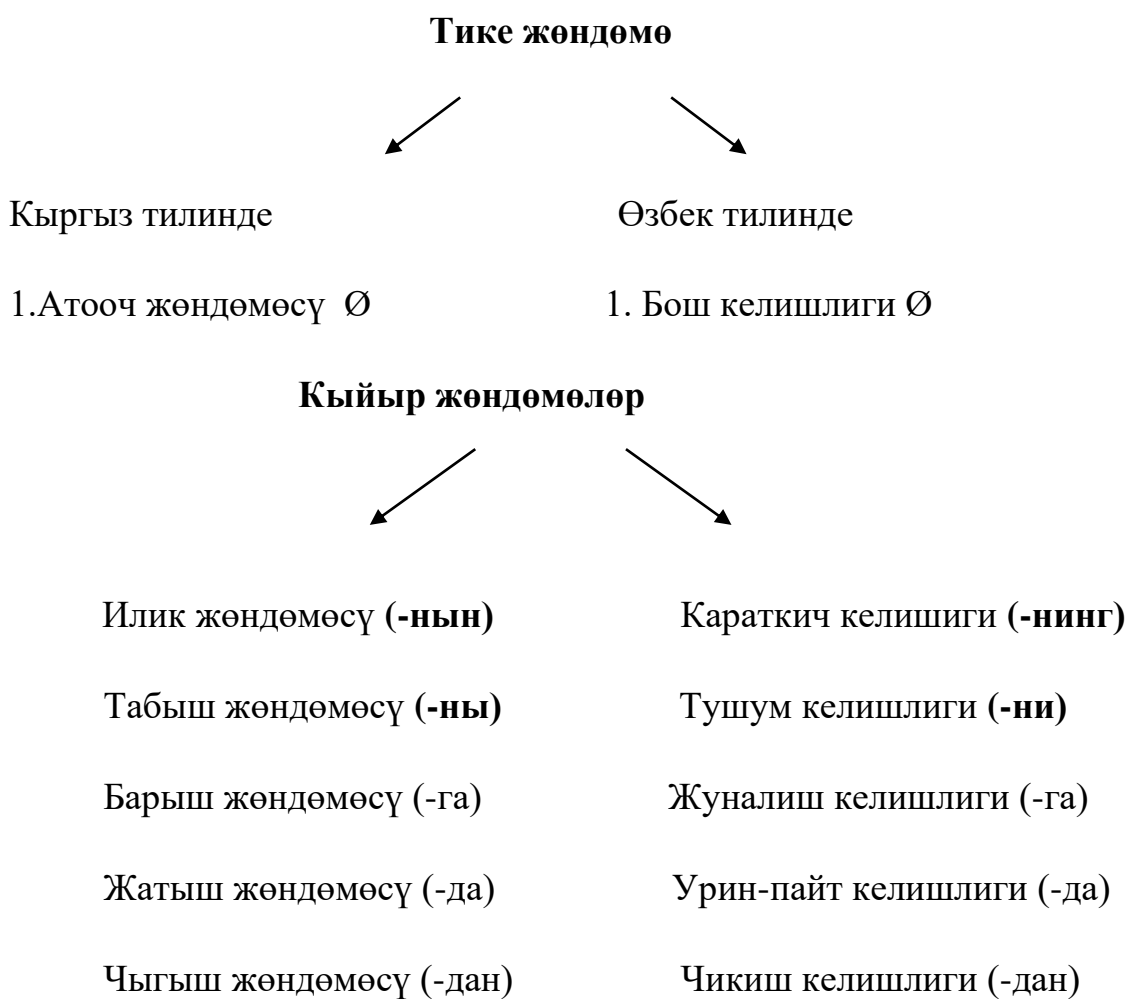 Тике жөндөмө
Кыргыз тилинде Өзбек тилинде
1.Атооч жөндөмөсү Ø 1. Бош келишлиги Ø
Кыйыр жөндөмөлөр
Илик жөндөмөсү (-нын) Караткич келишиги (-нинг)
Табыш жөндөмөсү (-ны) Тушум келишлиги (-ни)
Барыш жөндөмөсү (-га) Жуналиш келишлиги (-га)
Жатыш жөндөмөсү (-да) Урин-пайт келишлиги (-да)
Чыгыш жөндөмөсү (-дан) Чикиш келишлиги (-дан)